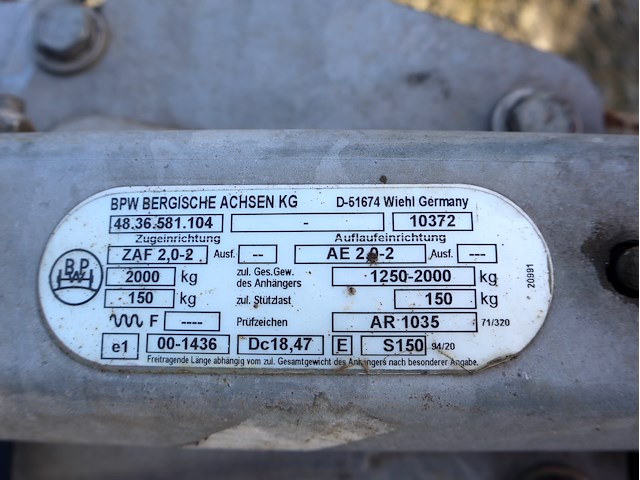 BPW BERGISCHE ACHSEN KG D-51674 Wiehl Germany
48.36.581.104 - 10372
Zugeinrichtung Auflaufeinrichtung
ZAF 2,0-2 Ausf. -- AE 2,0-2 Ausf. ---
BPW
2000 kg zul. Ges.Gew. des Anhängers 1250-2000 kg
150 kg zul. Stützlast 150 kg
F ---- Prüfzeichen AR 1035 71/320
e1 00-1436 Dc18,47 E S150 94/20
Freitragende Länge abhängig vom zul. Gesamtgewicht des Anhängers nach besonderer Angabe.
20991